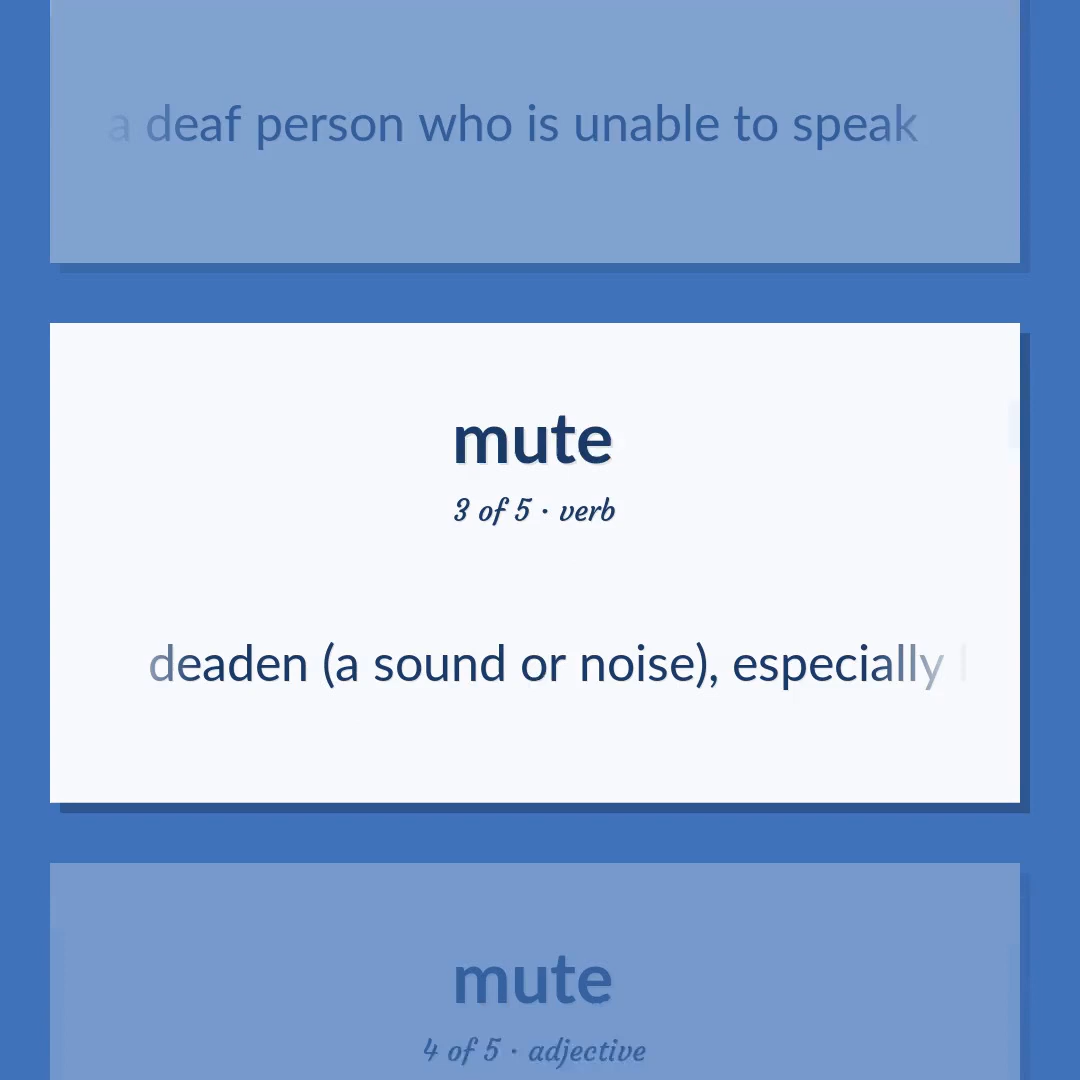 a deaf person who is unable to speak
mute
3 of 5 · verb
deaden (a sound or noise), especially
mute
4 of 5 · adjective